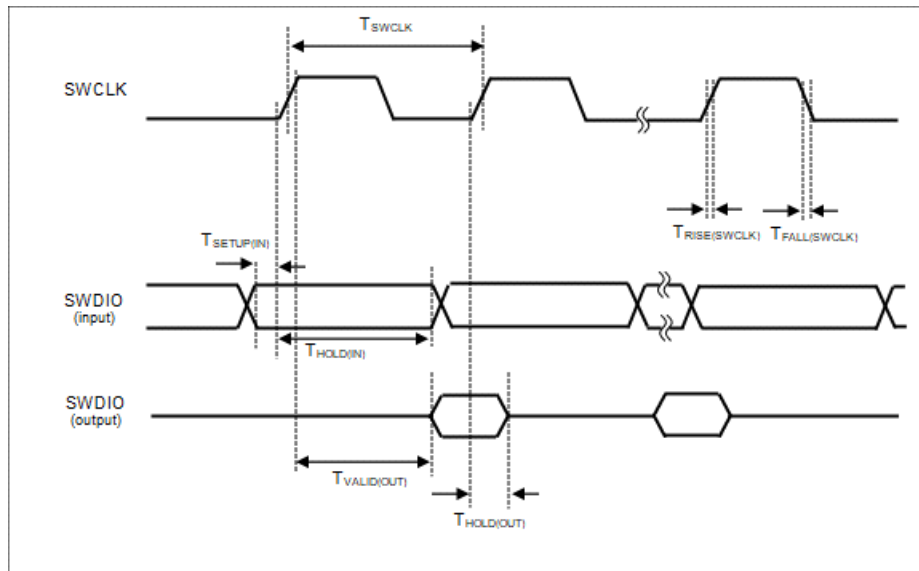 TSWCLK
SWCLK
TRISE(SWCLK)
TFALL(SWCLK)
TSETUP(IN)
SWDIO
(input)
THOLD(IN)
SWDIO
(output)
TVALID(OUT)
THOLD(OUT)